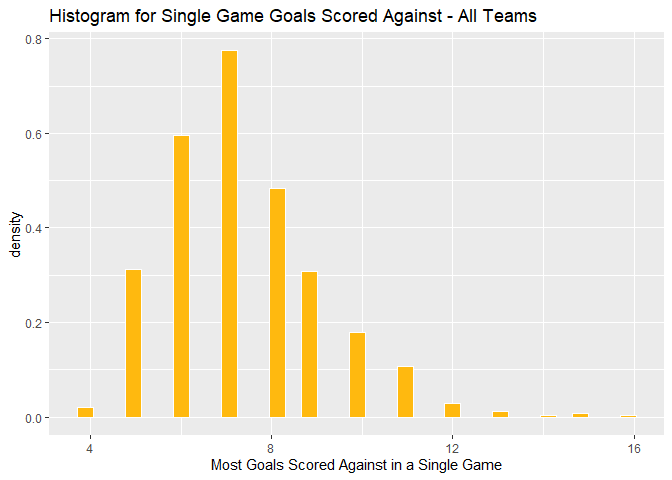 Histogram for Single Game Goals Scored Against - All Teams
0.8
0.6
0.4
0.2
0.0
density
4 8 12 16
Most Goals Scored Against in a Single Game